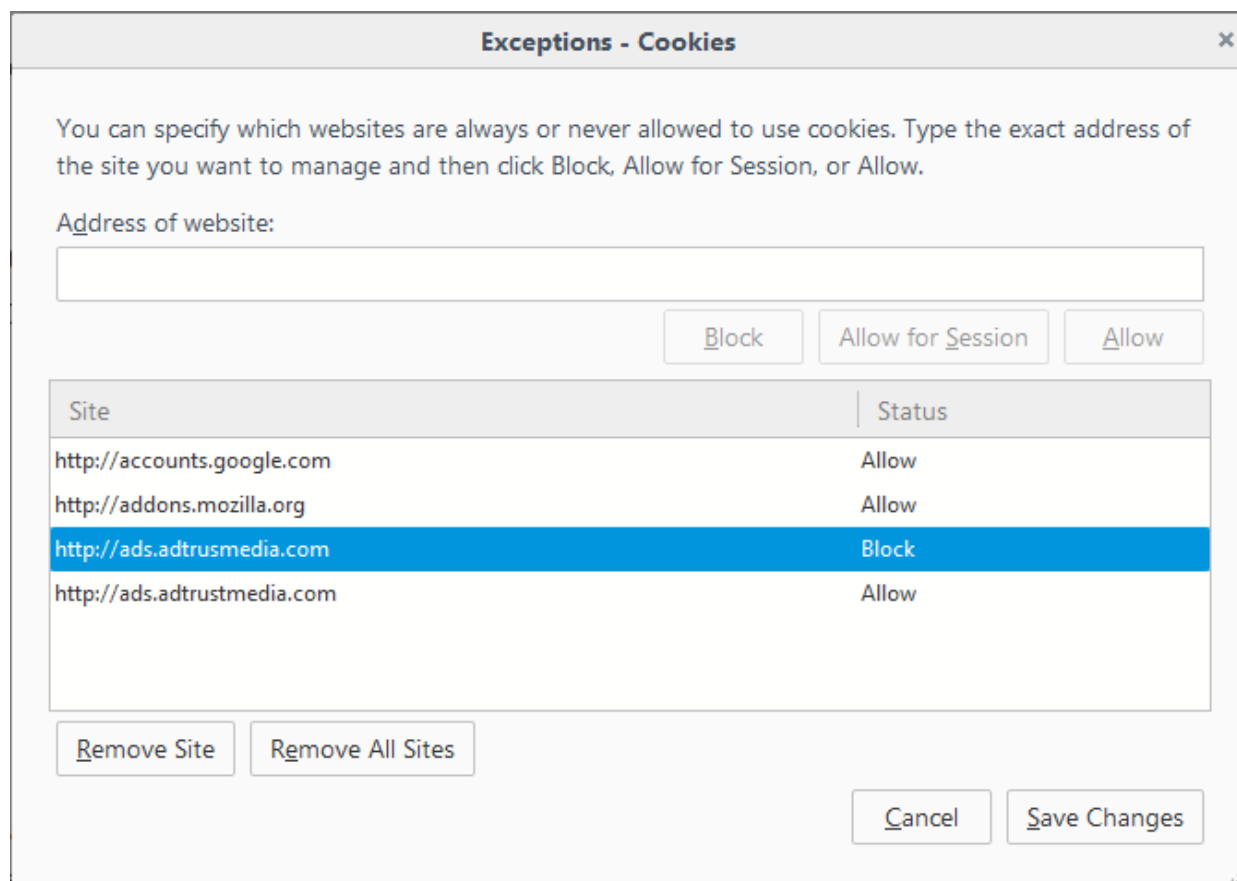 Exceptions - Cookies
You can specify which websites are always or never allowed to use cookies. Type the exact address of
the site you want to manage and then click Block, Allow for Session, or Allow.
Address of website:
Block Allow for Session Allow
Site Status
http://accounts.google.com Allow
http://addons.mozilla.org Allow
http://ads.adtrusmedia.com Block
http://ads.adtrustmedia.com Allow
Remove Site Remove All Sites
Cancel Save Changes